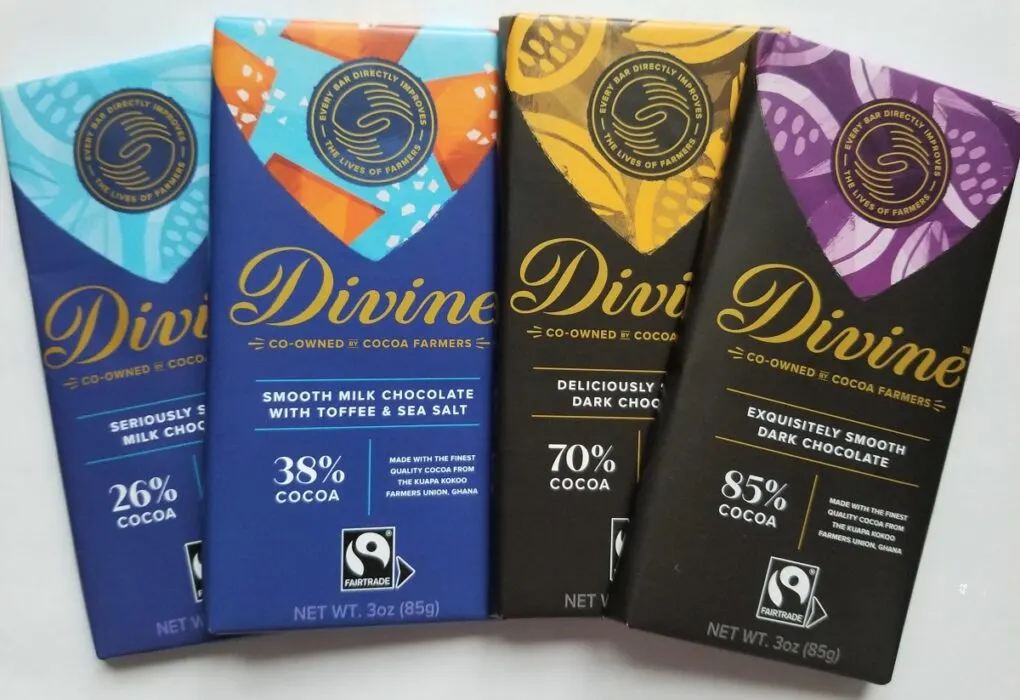 EVERY BAR DIRECTLY IMPROVES
THE LIVES OF FARMERS
Divi
CO-OWNED BY COCOA
SERIOUSLY S
MILK CHOC
26%
COCOA
NET W
EVERY BAR DIRECTLY IMPROVES
THE LIVES OF FARMERS
Divine
CO-OWNED BY COCOA FARMERS
SMOOTH MILK CHOCOLATE
WITH TOFFEE & SEA SALT
38%
COCOA
MADE WITH THE FINEST
QUALITY COCOA FROM
THE KUAPA KOKOO
FARMERS UNION, GHANA
®
FAIRTRADE
NET WT. 3oz (85g)
EVERY BAR DIRECTLY IMPROVES
THE LIVES OF FARMERS
Divi
CO-OWNED BY COCOA
DELICIOUSLY S
DARK CHOC
70%
COCOA
NET W
EVERY BAR DIRECTLY IMPROVES
THE LIVES OF FARMERS
Divine™
CO-OWNED BY COCOA FARMERS
EXQUISITELY SMOOTH
DARK CHOCOLATE
85%
COCOA
MADE WITH THE FINEST
QUALITY COCOA FROM
THE KUAPA KOKOO
FARMERS UNION, GHANA
®
FAIRTRADE
NET WT. 3oz (85g)